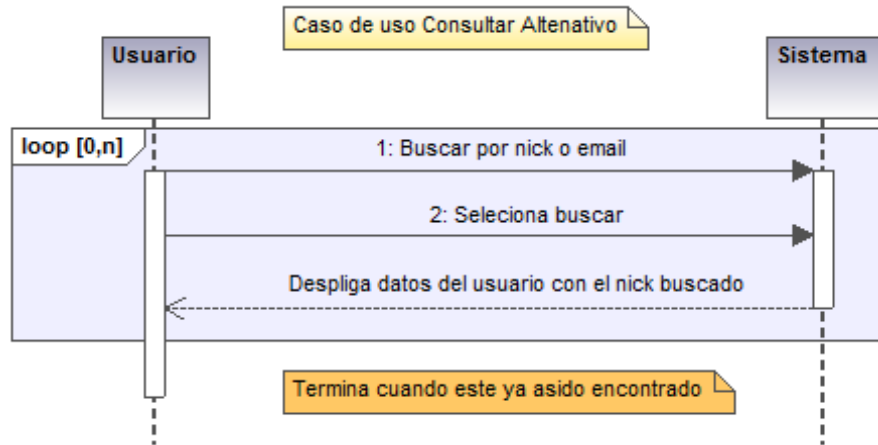 Caso de uso Consultar Altenativo
Usuario
Sistema
loop [0,n]
1: Buscar por nick o email
2: Seleciona buscar
Despliga datos del usuario con el nick buscado
Termina cuando este ya asido encontrado